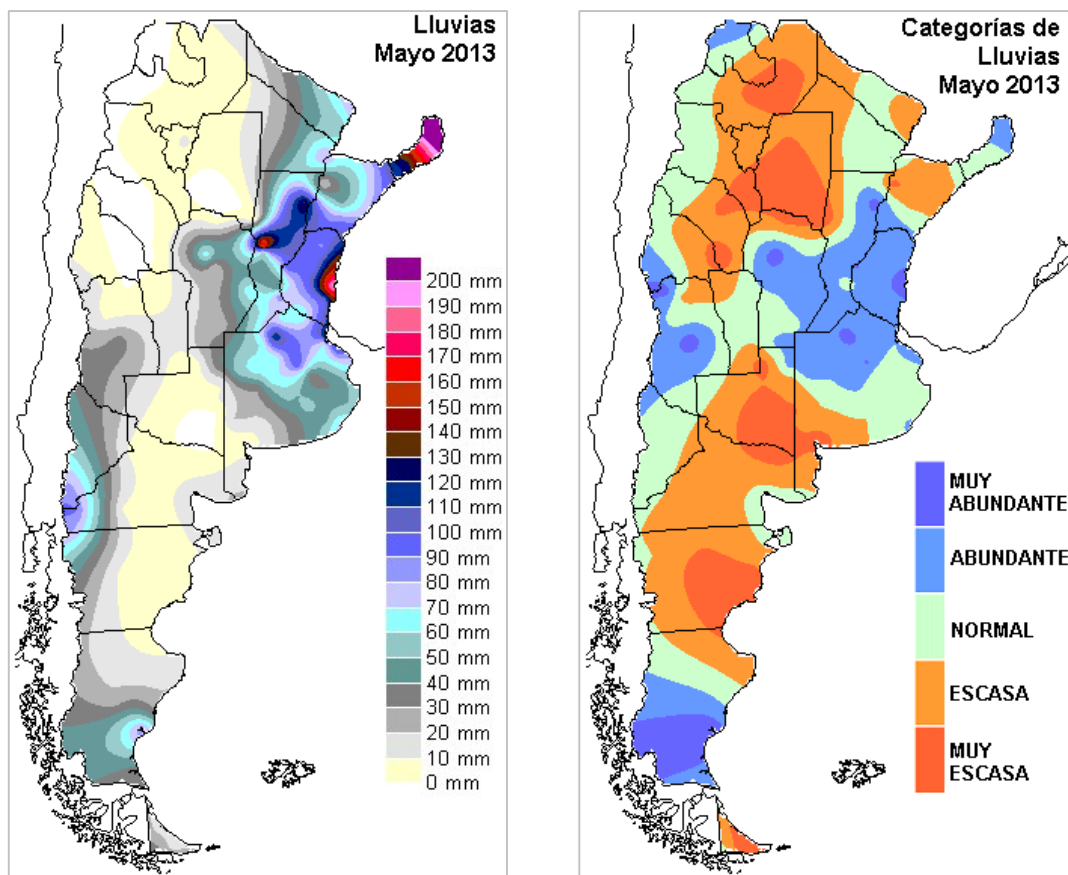 Lluvias
Mayo 2013
200 mm
190 mm
180 mm
170 mm
160 mm
150 mm
140 mm
130 mm
120 mm
110 mm
100 mm
90 mm
80 mm
70 mm
60 mm
50 mm
40 mm
30 mm
20 mm
10 mm
0 mm
Categorías de
Lluvias
Mayo 2013
MUY
ABUNDANTE
ABUNDANTE
NORMAL
ESCASA
MUY
ESCASA